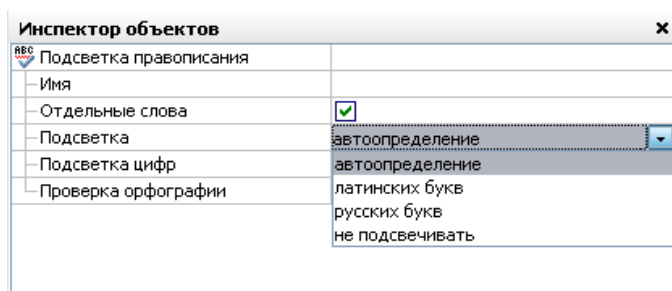 Инспектор объектов
ABC Подсветка правописания
Имя
Отдельные слова
Подсветка автоопределение
Подсветка цифр автоопределение
Проверка орфографии латинских букв
русских букв
не подсвечивать